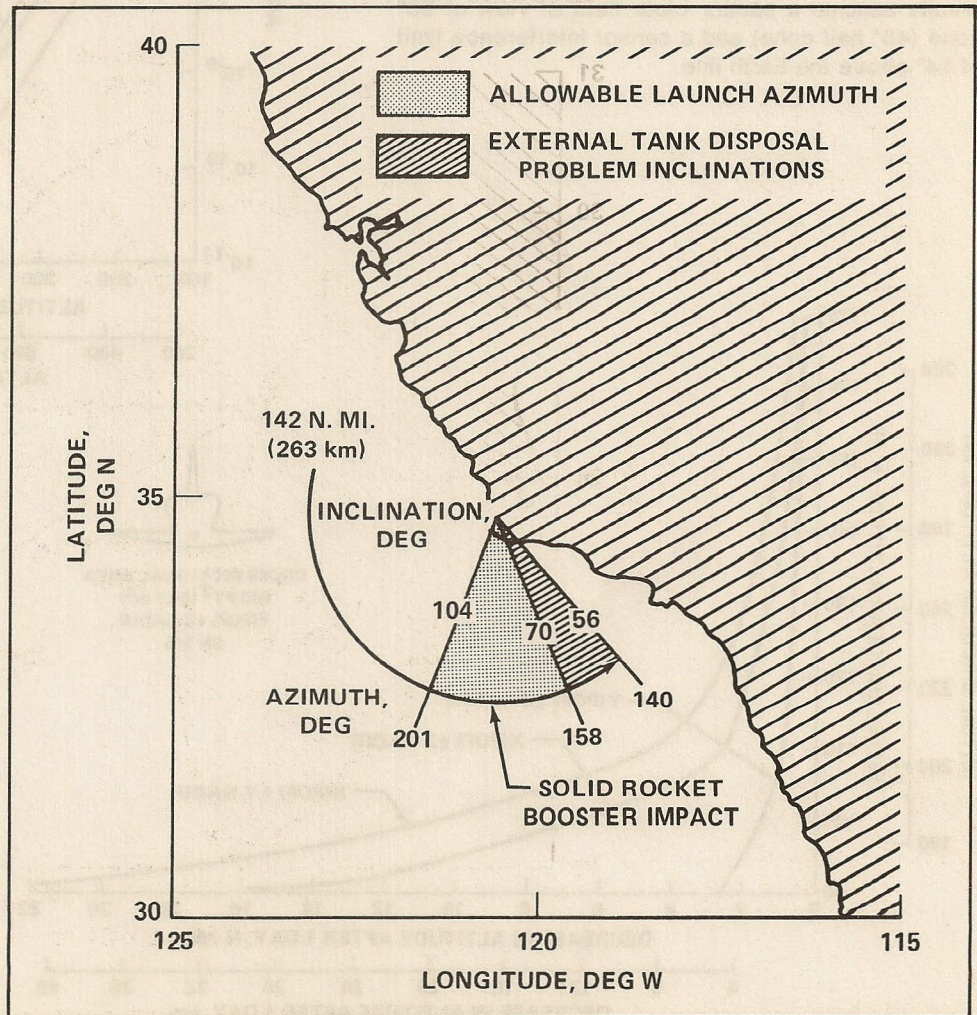 40
ALLOWABLE LAUNCH AZIMUTH
EXTERNAL TANK DISPOSAL
PROBLEM INCLINATIONS
142 N. MI.
(263 km)
LATITUDE,
DEG N
35
INCLINATION,
DEG
104
70
56
AZIMUTH,
DEG
201
158
140
SOLID ROCKET
BOOSTER IMPACT
30
125
120
115
LONGITUDE, DEG W